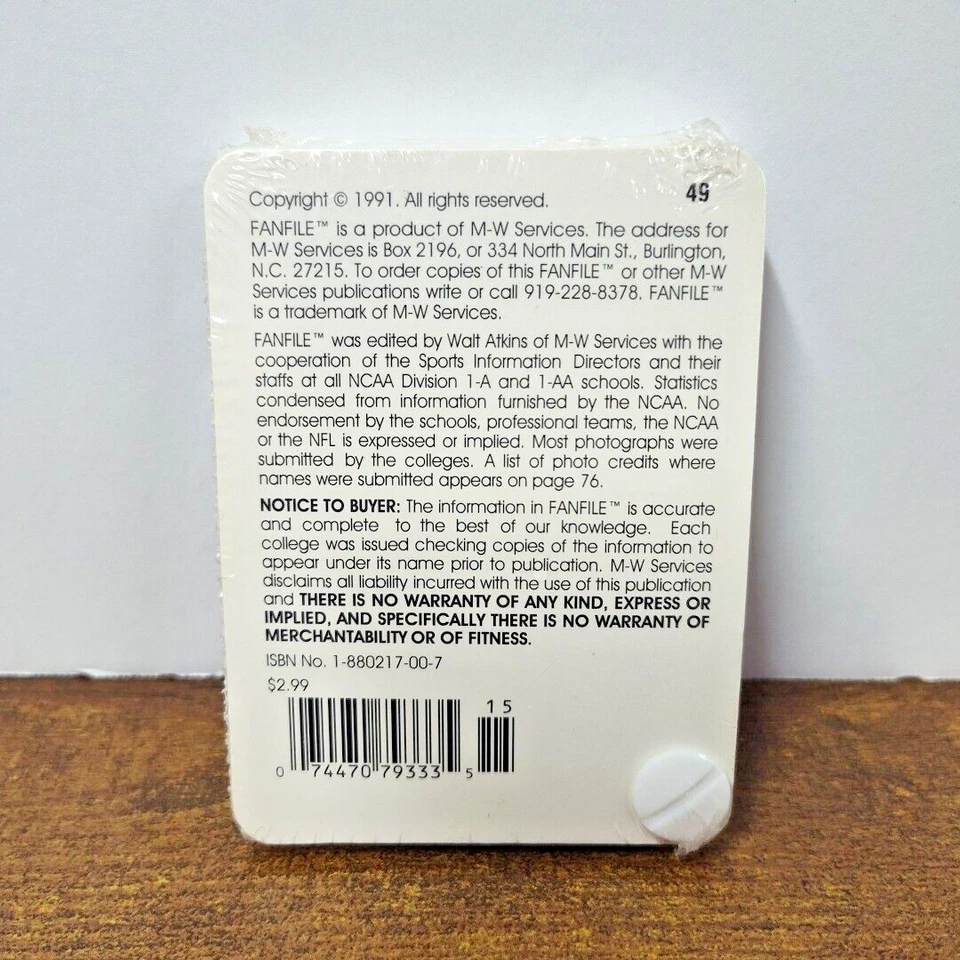 49
Copyright © 1991. All rights reserved.
FANFILE™ is a product of M-W Services. The address for
M-W Services is Box 2196, or 334 North Main St., Burlington,
N.C. 27215. To order copies of this FANFILE™ or other M-W
Services publications write or call 919-228-8378. FANFILE™
is a trademark of M-W Services.
FANFILE™ was edited by Walt Atkins of M-W Services with the
cooperation of the Sports Information Directors and their
staffs at all NCAA Division 1-A and 1-AA schools. Statistics
condensed from information furnished by the NCAA. No
endorsement by the schools, professional teams, the NCAA
or the NFL is expressed or implied. Most photographs were
submitted by the colleges. A list of photo credits where
names were submitted appears on page 76.
NOTICE TO BUYER: The information in FANFILE™ is accurate
and complete to the best of our knowledge. Each
college was issued checking copies of the information to
appear under its name prior to publication. M-W Services
disclaims all liability incurred with the use of this publication
and THERE IS NO WARRANTY OF ANY KIND, EXPRESS OR
IMPLIED, AND SPECIFICALLY THERE IS NO WARRANTY OF
MERCHANTABILITY OR OF FITNESS.
ISBN No. 1-880217-00-7
$2.99
15
0 74470 79333 5